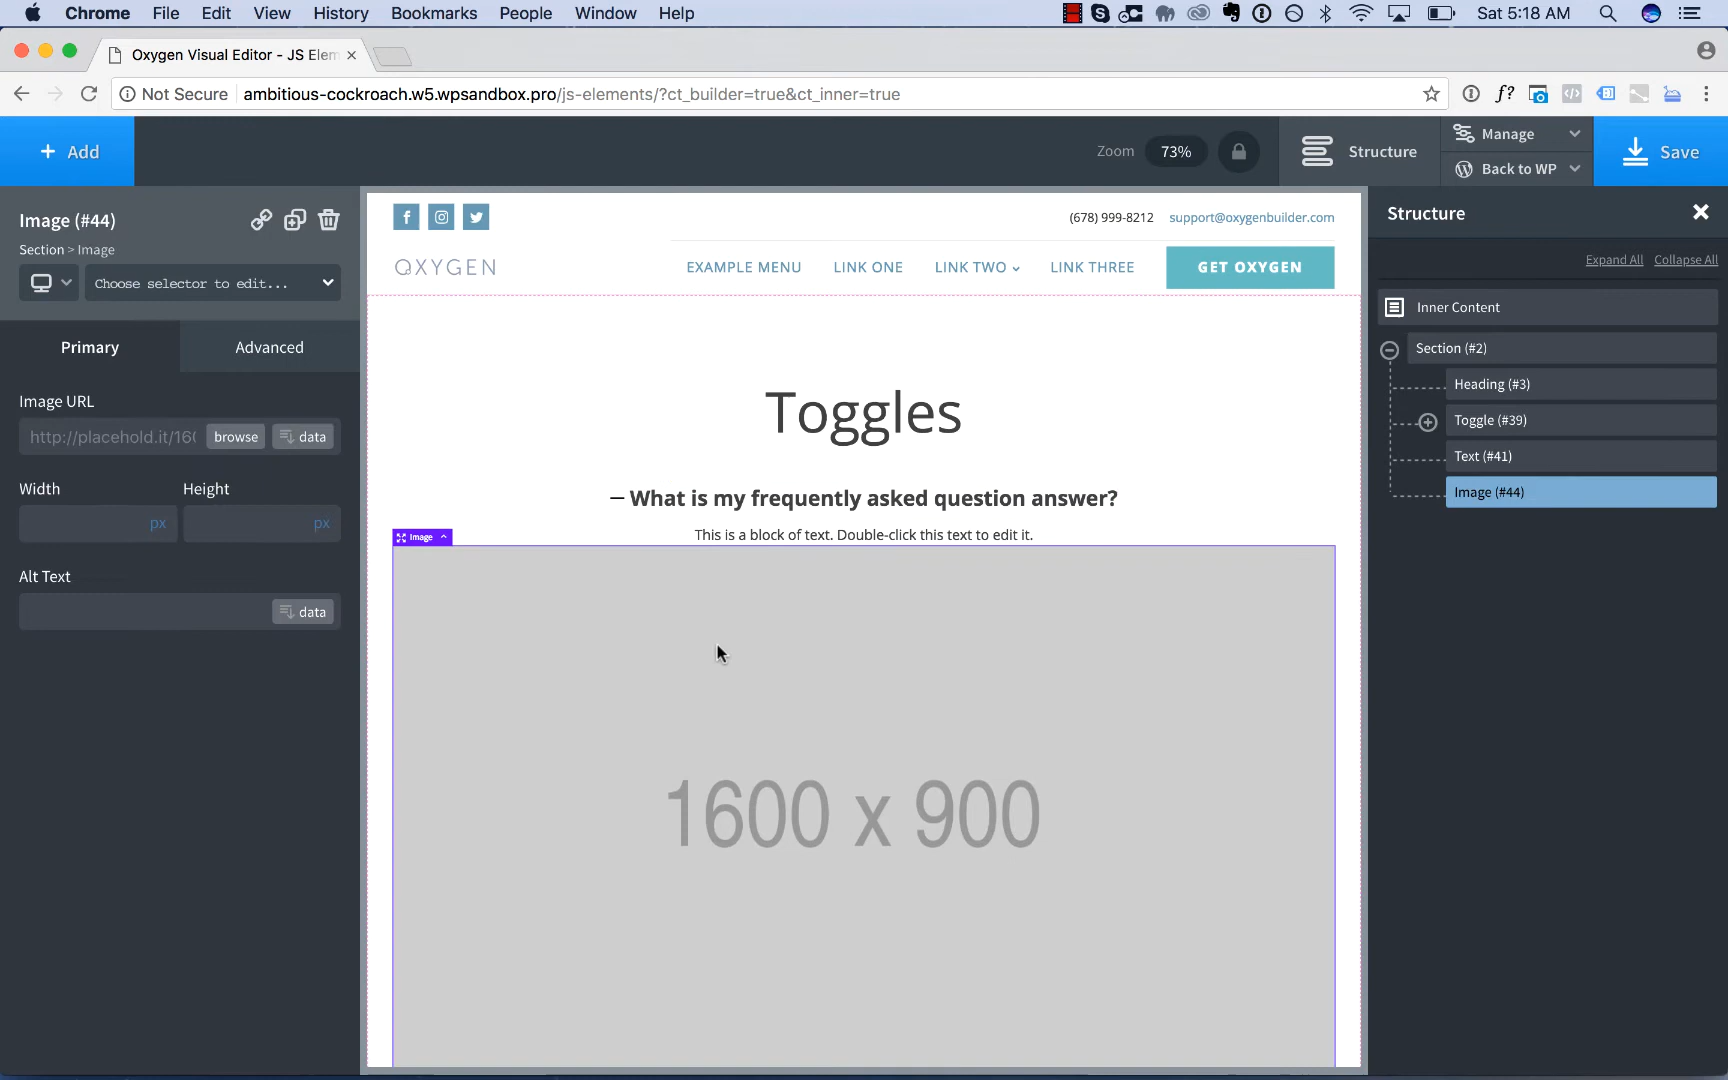 Chrome File Edit View History Bookmarks People Window Help Sat 5:18 AM
Oxygen Visual Editor - JS Elem
Not Secure ambitious-cockroach.w5.wpsandbox.pro/js-elements/?ct_builder=true&ct_inner=true
+ Add
Zoom 73%
Structure
Manage
Back to WP
Save
Image (#44)
Section > Image
Choose selector to edit...
Primary Advanced
Image URL
http://placehold.it/160 browse data
Width Height
px px
Alt Text
data
(678) 999-8212 support@oxygenbuilder.com
OXYGEN EXAMPLE MENU LINK ONE LINK TWO LINK THREE GET OXYGEN
Toggles
– What is my frequently asked question answer?
This is a block of text. Double-click this text to edit it.
Image
1600 x 900
Structure
Expand All Collapse All
Inner Content
Section (#2)
Heading (#3)
Toggle (#39)
Text (#41)
Image (#44)